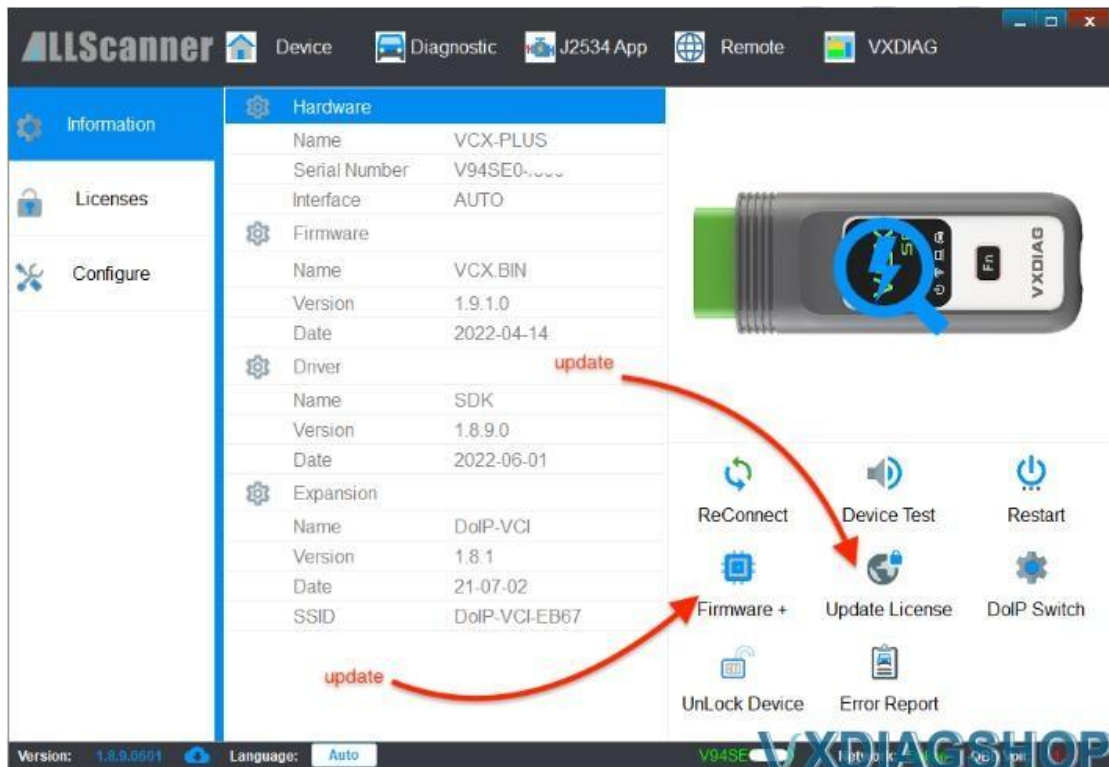 ALLScanner Device Diagnostic J2534 App Remote VXDIAG
Information
Licenses
Configure
Hardware
Name VCX-PLUS
Serial Number V94SE0-
Interface AUTO
Firmware
Name VCX.BIN
Version 1.9.1.0
Date 2022-04-14
Driver
Name SDK
Version 1.8.9.0
Date 2022-06-01
Expansion
Name DoIP-VCI
Version 1.8.1
Date 21-07-02
SSID DoIP-VCI-EB67
update
update
Fn
VXDIAG
ReConnect Device Test Restart
Firmware + Update License DoIP Switch
UnLock Device Error Report
Version: 1.8.9.0601 Language: Auto V94SE
VXDIAGSHOP